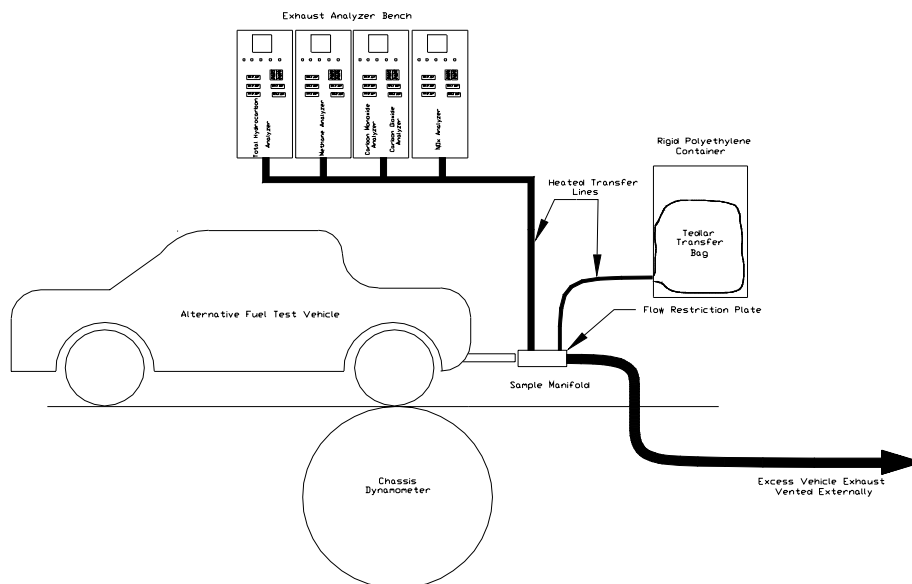 Exhaust Analyzer Bench
Total Hydrocarbon
Analyzer
Methane Analyzer
Carbon Monoxide
Analyzer
Carbon Dioxide
Analyzer
NOx Analyzer
Rigid Polyethylene
Container
Heated Transfer
Lines
Tedlar
Transfer
Bag
Alternative Fuel Test Vehicle
Flow Restriction Plate
Sample Manifold
Chassis
Dynamometer
Excess Vehicle Exhaust
Vented Externally